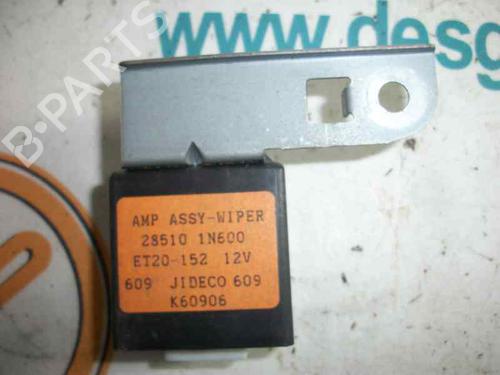 www.desg
B-PARTS
AMP ASSY-WIPER
28510 1N600
ET20-152 12V
609 JIDECO 609
K60906